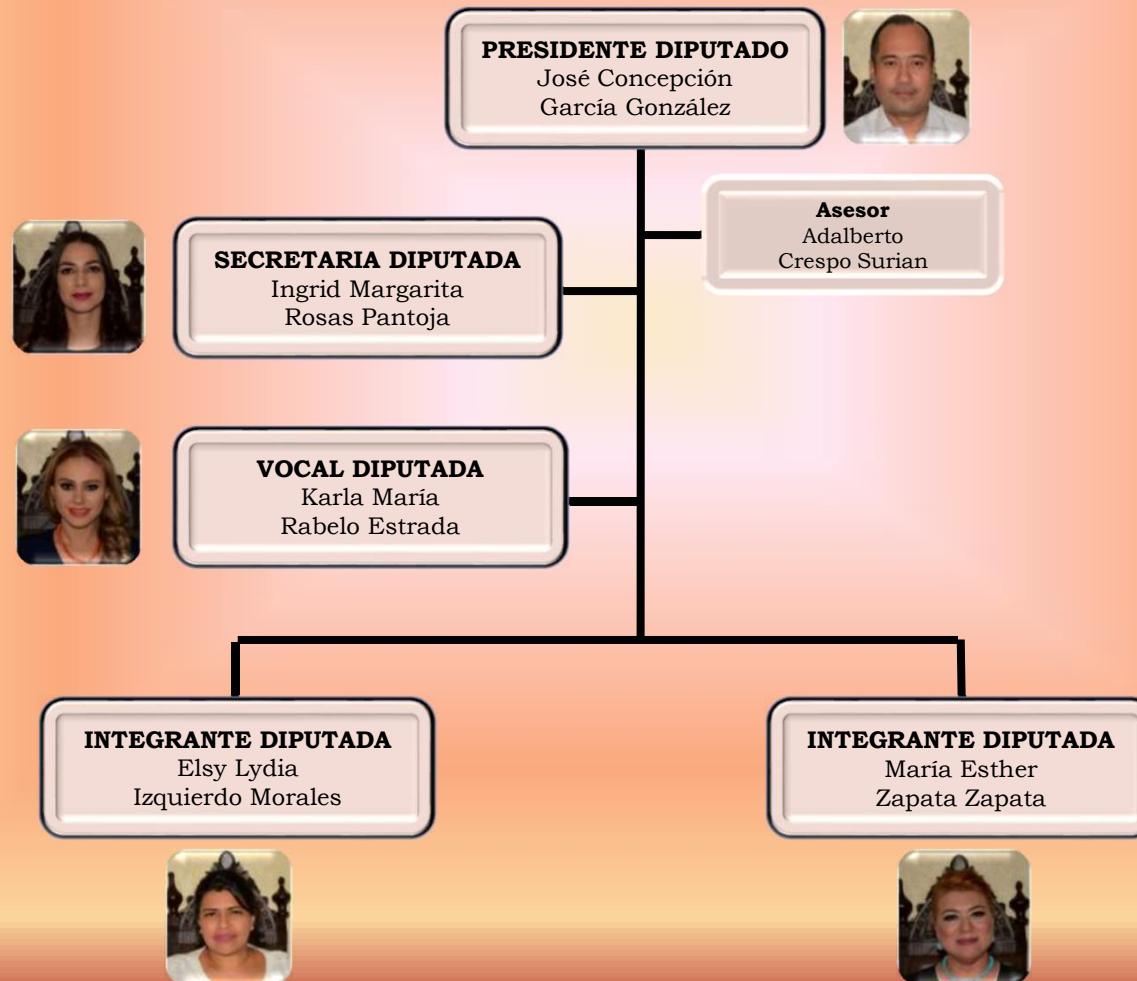 PRESIDENTE DIPUTADO
José Concepción
García González
Asesor
Adalberto
Crespo Surian
SECRETARIA DIPUTADA
Ingrid Margarita
Rosas Pantoja
VOCAL DIPUTADA
Karla María
Rabelo Estrada
INTEGRANTE DIPUTADA
Elsy Lydia
Izquierdo Morales
INTEGRANTE DIPUTADA
María Esther
Zapata Zapata